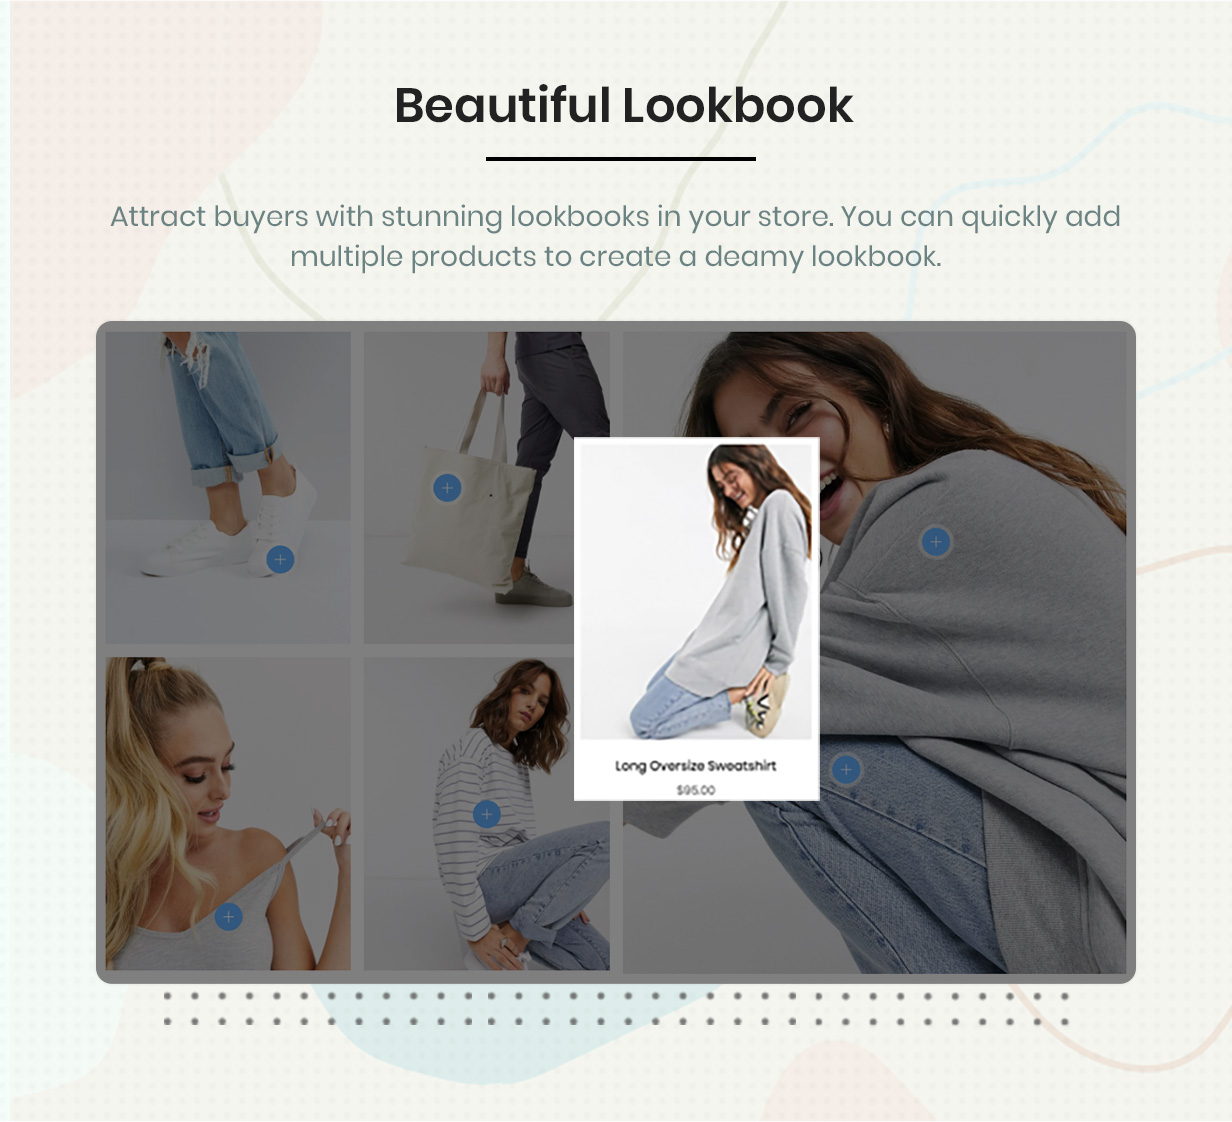 Beautiful Lookbook
Attract buyers with stunning lookbooks in your store. You can quickly add
multiple products to create a deamy lookbook.
Long Oversize Sweatshirt
$95.00